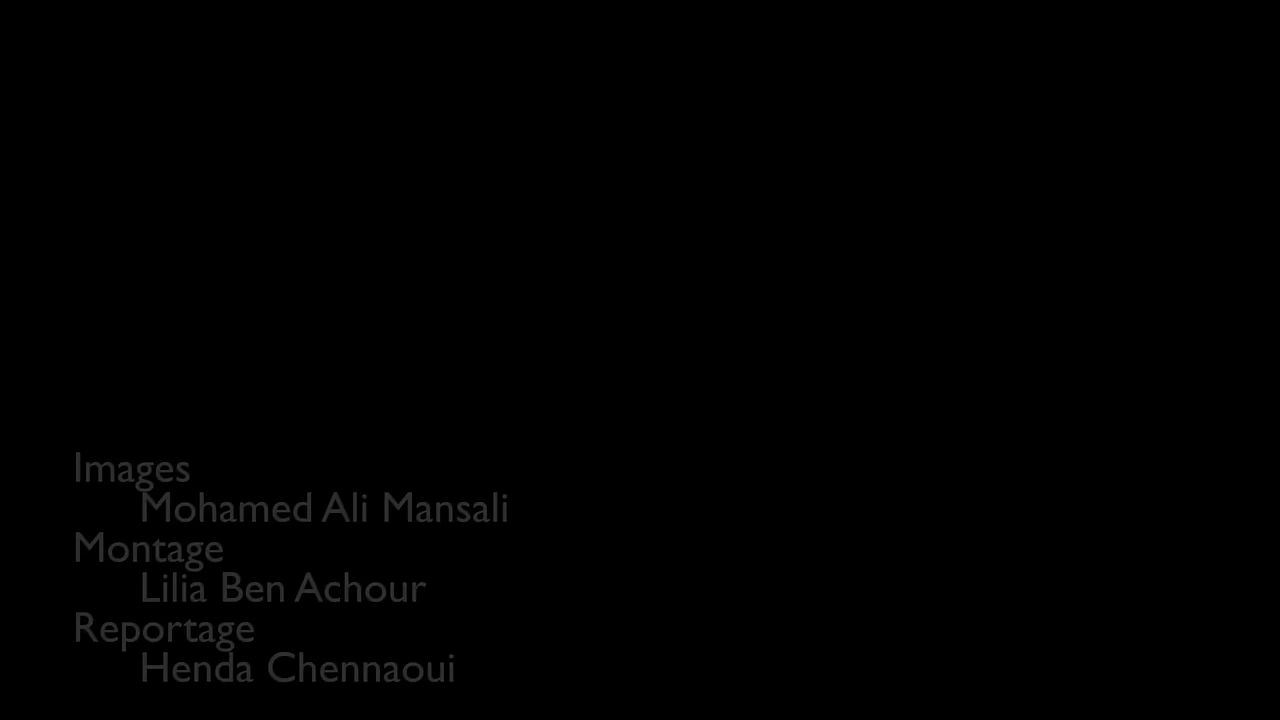 Images
Mohamed Ali Mansali
Montage
Lilia Ben Achour
Reportage
Henda Chennaoui